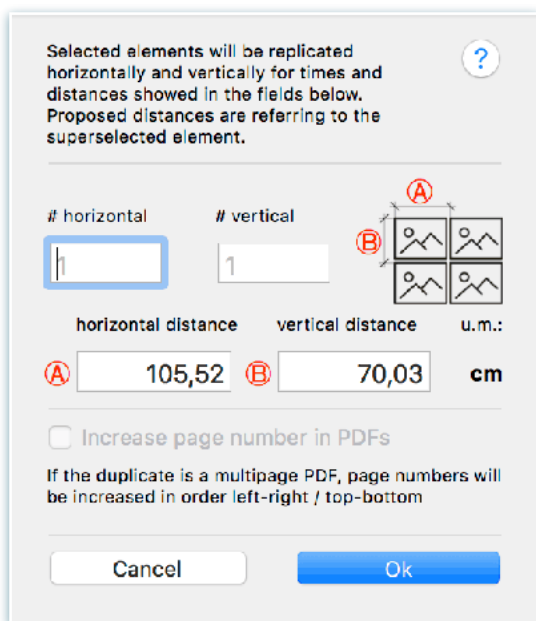 Selected elements will be replicated
horizontally and vertically for times and
distances showed in the fields below.
Proposed distances are referring to the
superselected element.
?
# horizontal # vertical
A
B
1 1
horizontal distance vertical distance u.m.:
A 105,52 B 70,03 cm
Increase page number in PDFs
If the duplicate is a multipage PDF, page numbers will
be increased in order left-right / top-bottom
Cancel Ok